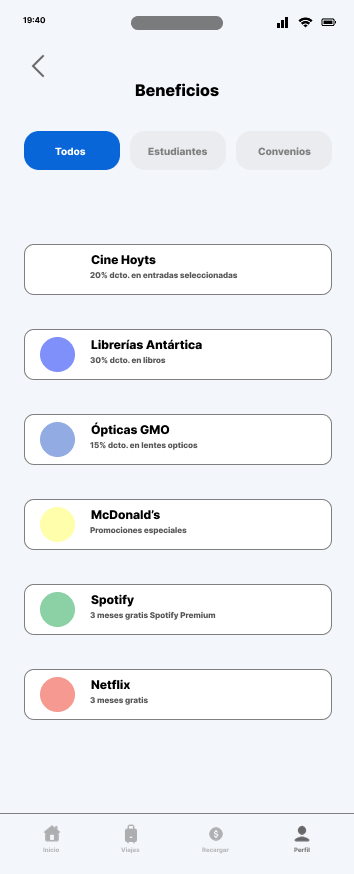 19:40
Beneficios
Todos Estudiantes Convenios
Cine Hoyts
20% dcto. en entradas seleccionadas
Librerías Antártica
30% dcto. en libros
Ópticas GMO
15% dcto. en lentes opticos
McDonald's
Promociones especiales
Spotify
3 meses gratis Spotify Premium
Netflix
3 meses gratis
Inicio Viajes Recargar Perfil